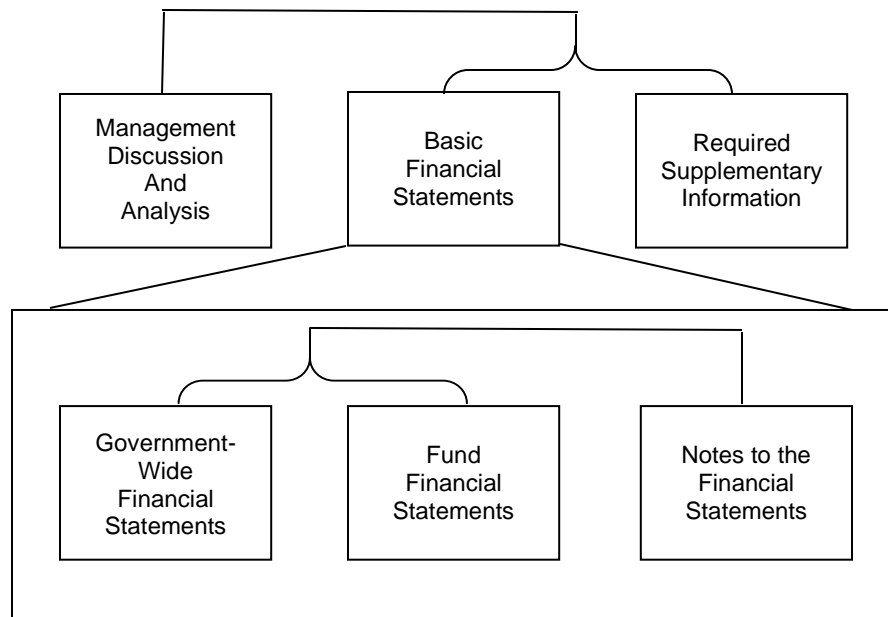 Management
Discussion
And
Analysis
Basic
Financial
Statements
Required
Supplementary
Information
Government-
Wide
Financial
Statements
Fund
Financial
Statements
Notes to the
Financial
Statements